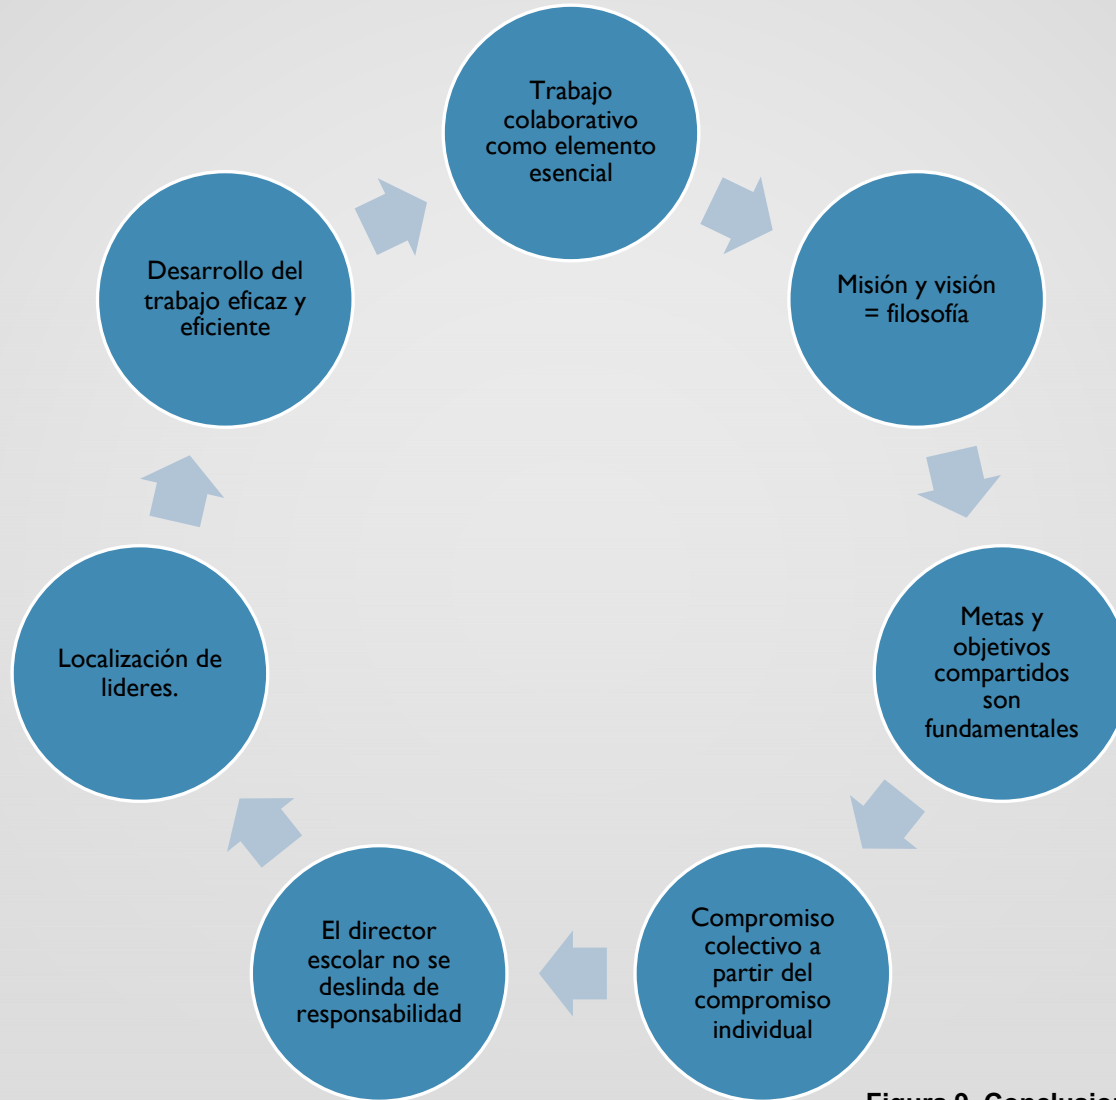 Trabajo
colaborativo
como elemento
esencial
Misión y visión
= filosofía
Metas y
objetivos
compartidos
son
fundamentales
Compromiso
colectivo a
partir del
compromiso
individual
El director
escolar no se
deslinda de
responsabilidad
Localización de
lideres.
Desarrollo del
trabajo eficaz y
eficiente